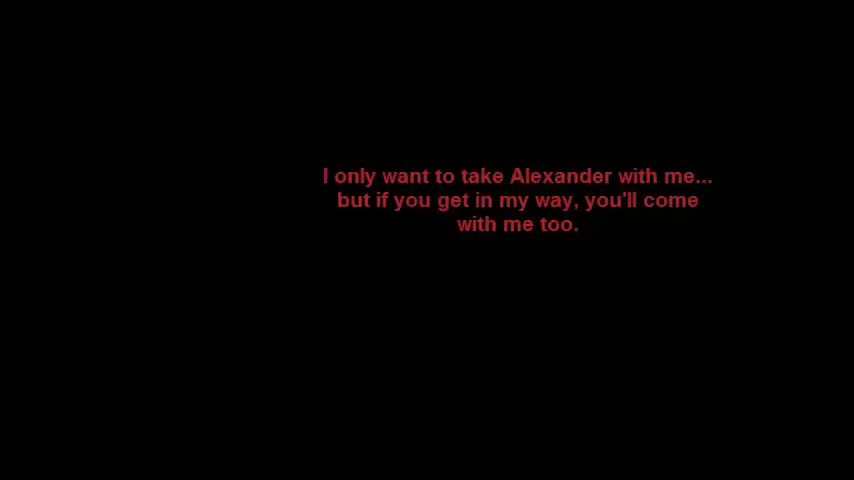 I only want to take Alexander with me...
but if you get in my way, you'll come
with me too.